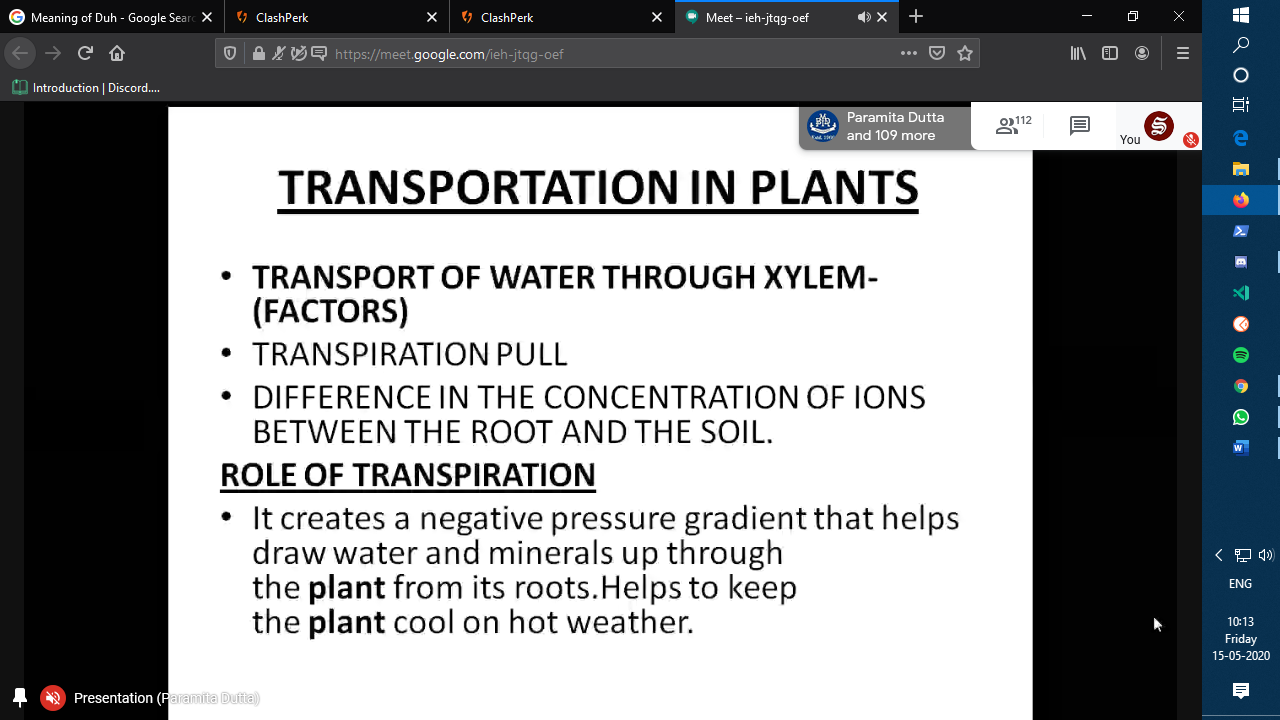 Meaning of Duh - Google Sear
ClashPerk
ClashPerk
Meet – ieh-jtqg-oef
https://meet.google.com/ieh-jtqg-oef
Introduction | Discord....
Paramita Dutta
and 109 more
112
You
TRANSPORTATION IN PLANTS
• TRANSPORT OF WATER THROUGH XYLEM-
(FACTORS)
• TRANSPIRATION PULL
• DIFFERENCE IN THE CONCENTRATION OF IONS
BETWEEN THE ROOT AND THE SOIL.
ROLE OF TRANSPIRATION
• It creates a negative pressure gradient that helps
draw water and minerals up through
the plant from its roots.Helps to keep
the plant cool on hot weather.
Presentation (Paramita Dutta)
ENG
10:13
Friday
15-05-2020